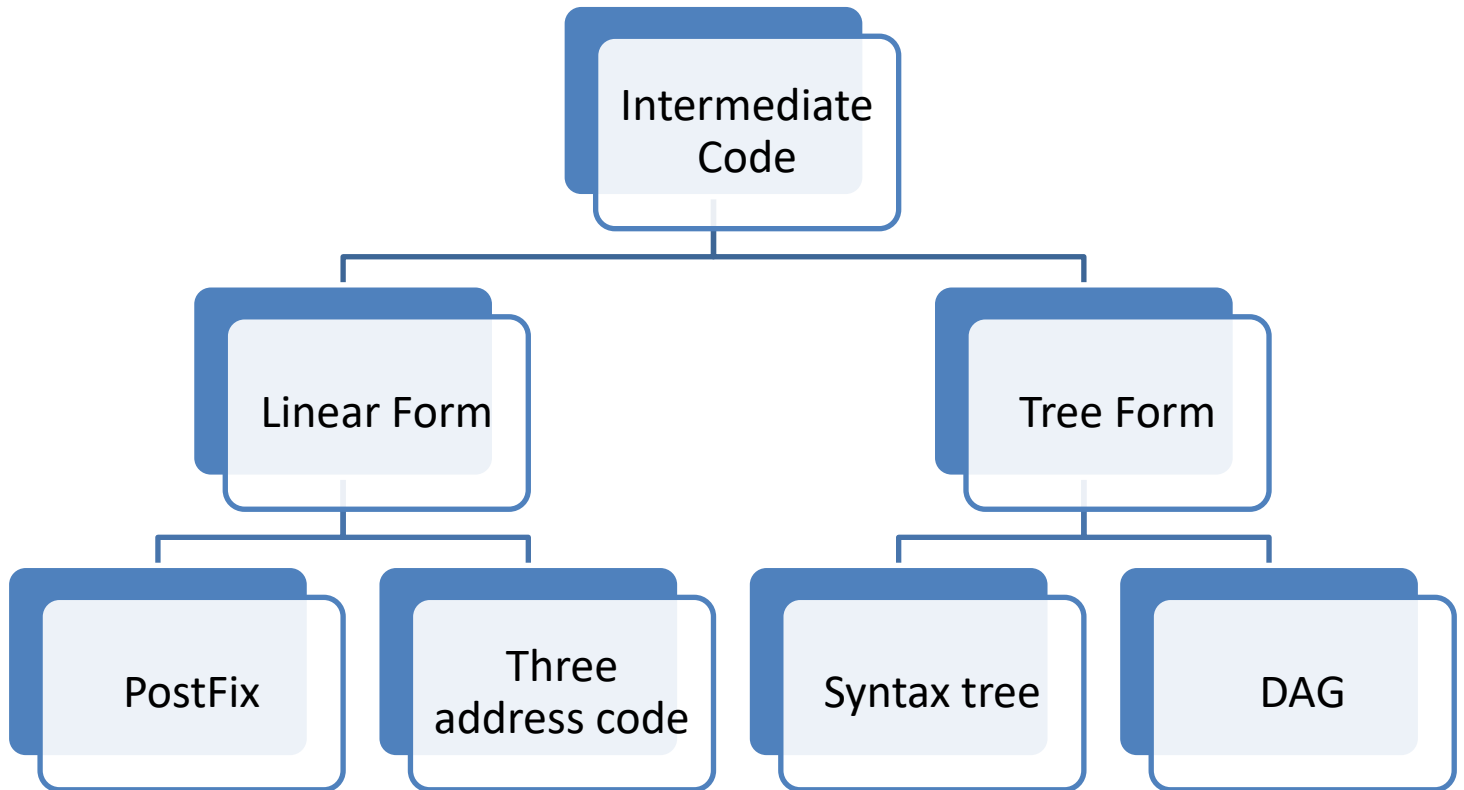 Intermediate
Code
Linear Form
Tree Form
PostFix
Three
address code
Syntax tree
DAG